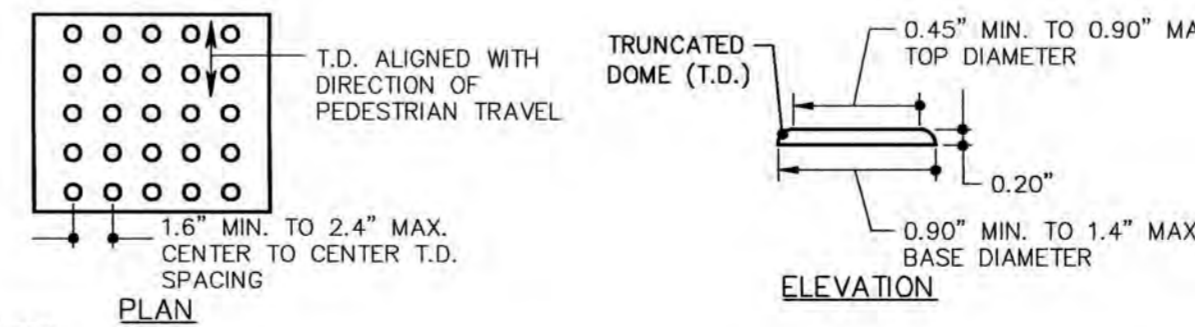 T.D. ALIGNED WITH
DIRECTION OF
PEDESTRIAN TRAVEL
1.6" MIN. TO 2.4" MAX.
CENTER TO CENTER T.D.
SPACING
PLAN
TRUNCATED
DOME (T.D.)
0.45" MIN. TO 0.90" MA
TOP DIAMETER
0.20"
0.90" MIN. TO 1.4" MAX
BASE DIAMETER
ELEVATION